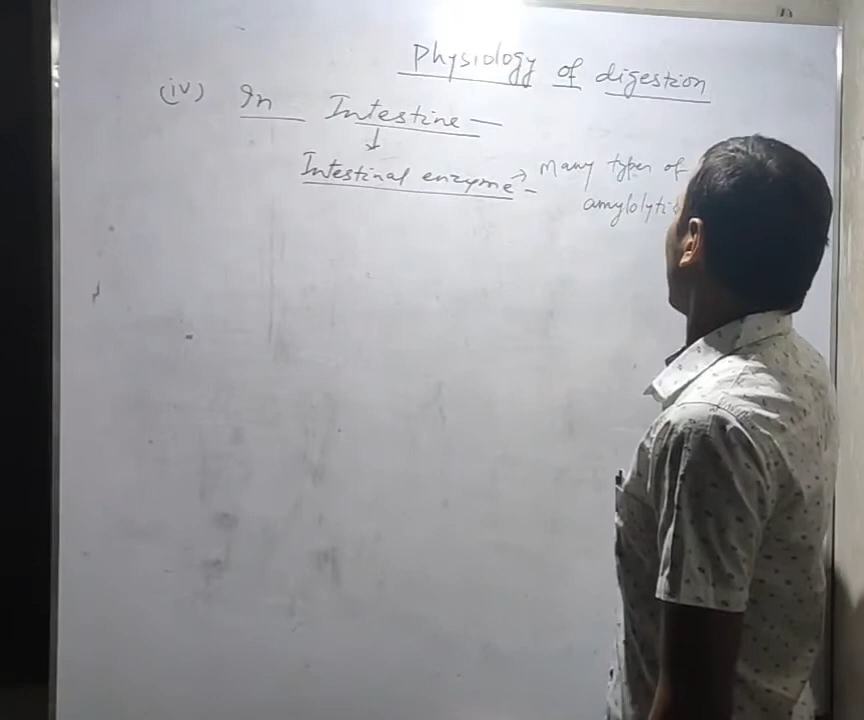 Physiology of digestion
(iv) In Intestine —
↓
Intestinal enzyme → Many types of
amylolytic